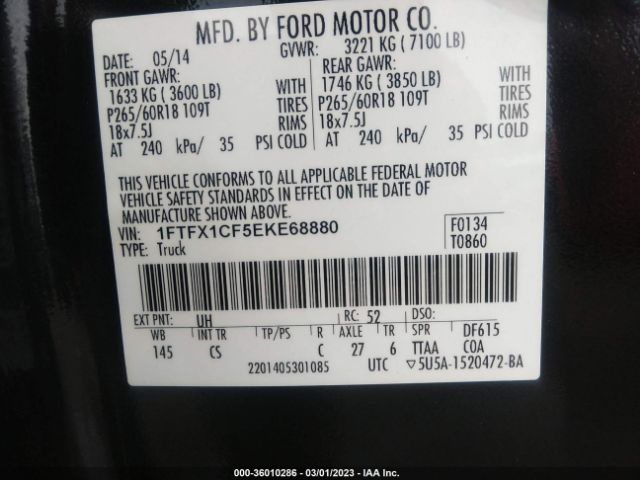 MFD. BY FORD MOTOR CO.
DATE: 05/14 GVWR: 3221 KG ( 7100 LB)
FRONT GAWR: REAR GAWR:
1633 KG ( 3600 LB) WITH 1746 KG ( 3850 LB) WITH
P265/60R18 109T TIRES P265/60R18 109T TIRES
18x7.5J RIMS 18x7.5J RIMS
AT 240 kPa/ 35 PSI COLD AT 240 kPa/ 35 PSI COLD
THIS VEHICLE CONFORMS TO ALL APPLICABLE FEDERAL MOTOR
VEHICLE SAFETY STANDARDS IN EFFECT ON THE DATE OF
MANUFACTURE SHOWN ABOVE.
VIN: 1FTFX1CF5EKE68880 F0134
TYPE: Truck T0860
EXT PNT: UH RC: 52 DSO:
WB INT TR TP/PS R AXLE TR SPR DF615
145 CS C 27 6 TTAA COA
2201405301085 UTC ▽5U5A-1520472-BA
00-36010286 - 03/01/2023 - IAA Inc.